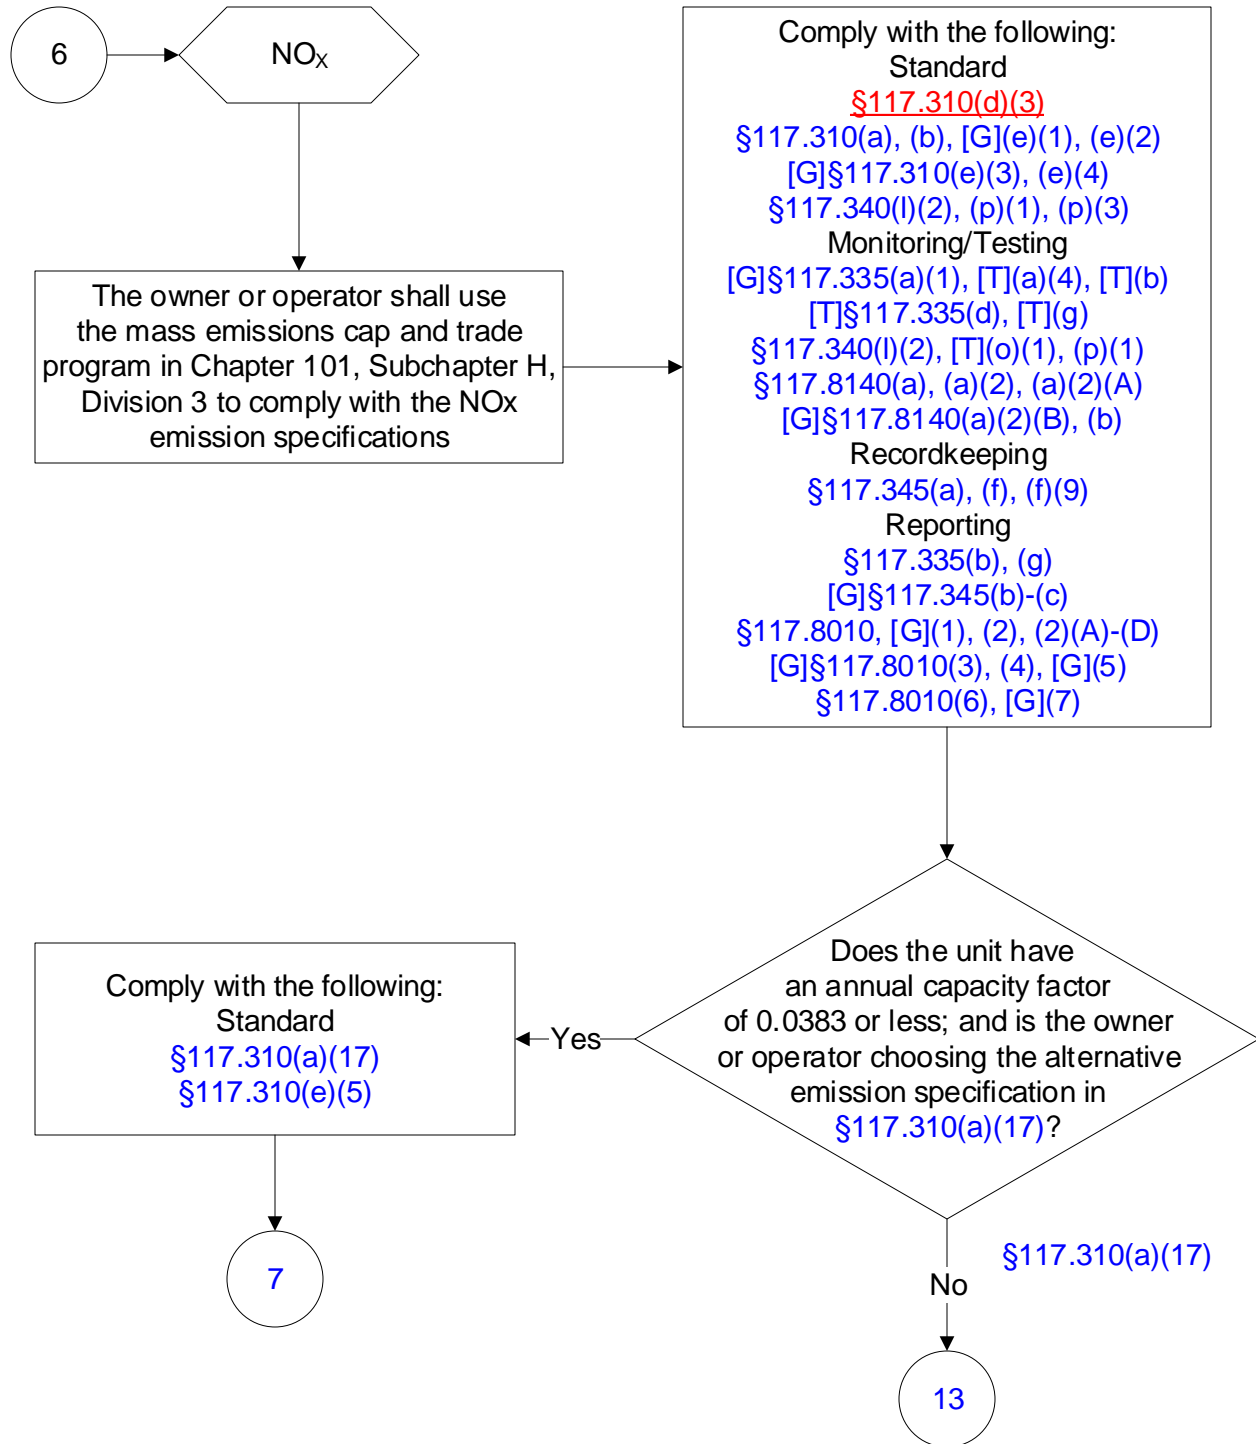 6
NOX
The owner or operator shall use
the mass emissions cap and trade
program in Chapter 101, Subchapter H,
Division 3 to comply with the NOx
emission specifications
Comply with the following:
Standard
§117.310(d)(3)
§117.310(a), (b), [G](e)(1), (e)(2)
[G]§117.310(e)(3), (e)(4)
§117.340(l)(2), (p)(1), (p)(3)
Monitoring/Testing
[G]§117.335(a)(1), [T](a)(4), [T](b)
[T]§117.335(d), [T](g)
§117.340(l)(2), [T](o)(1), (p)(1)
§117.8140(a), (a)(2), (a)(2)(A)
[G]§117.8140(a)(2)(B), (b)
Recordkeeping
§117.345(a), (f), (f)(9)
Reporting
§117.335(b), (g)
[G]§117.345(b)-(c)
§117.8010, [G](1), (2), (2)(A)-(D)
[G]§117.8010(3), (4), [G](5)
§117.8010(6), [G](7)
Does the unit have
an annual capacity factor
of 0.0383 or less; and is the owner
or operator choosing the alternative
emission specification in
§117.310(a)(17)?
Yes
Comply with the following:
Standard
§117.310(a)(17)
§117.310(e)(5)
7
§117.310(a)(17)
No
13